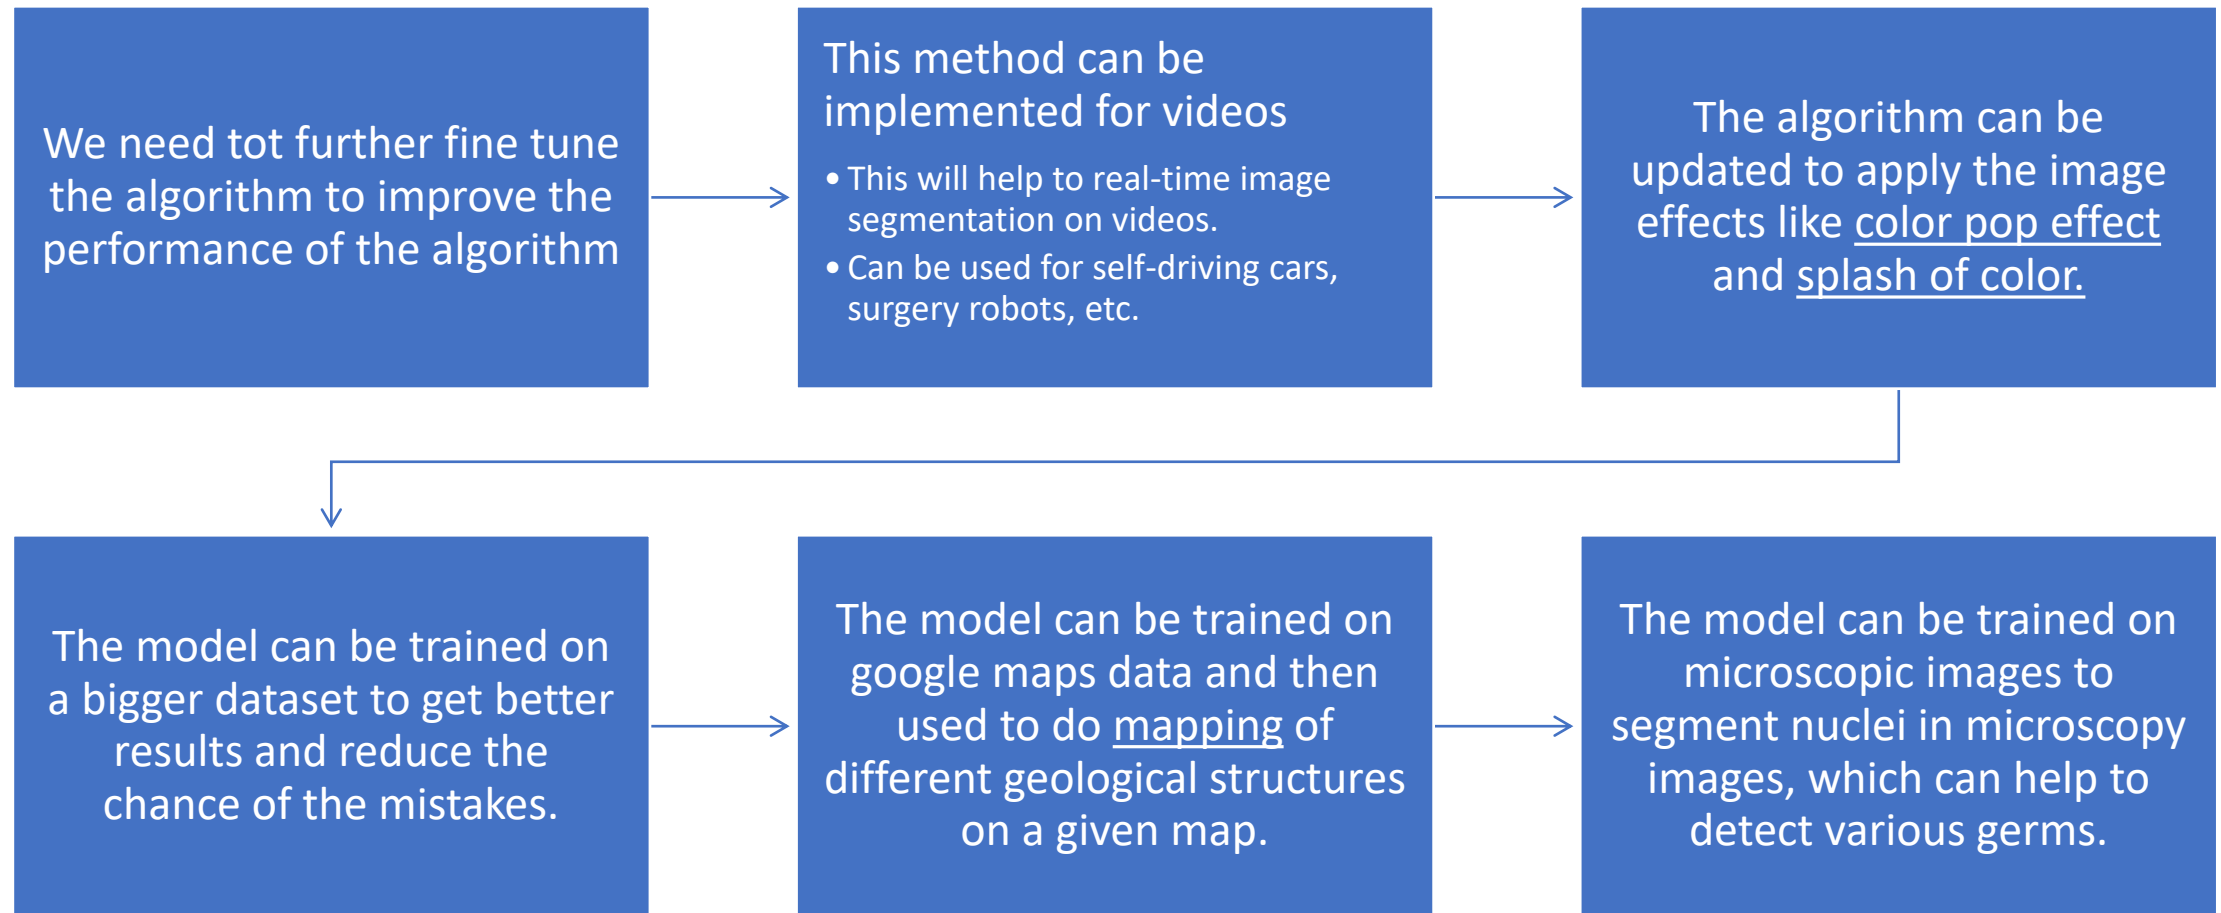 We need tot further fine tune
the algorithm to improve the
performance of the algorithm
This method can be
implemented for videos
• This will help to real-time image
segmentation on videos.
• Can be used for self-driving cars,
surgery robots, etc.
The algorithm can be
updated to apply the image
effects like color pop effect
and splash of color.
The model can be trained on
a bigger dataset to get better
results and reduce the
chance of the mistakes.
The model can be trained on
google maps data and then
used to do mapping of
different geological structures
on a given map.
The model can be trained on
microscopic images to
segment nuclei in microscopy
images, which can help to
detect various germs.